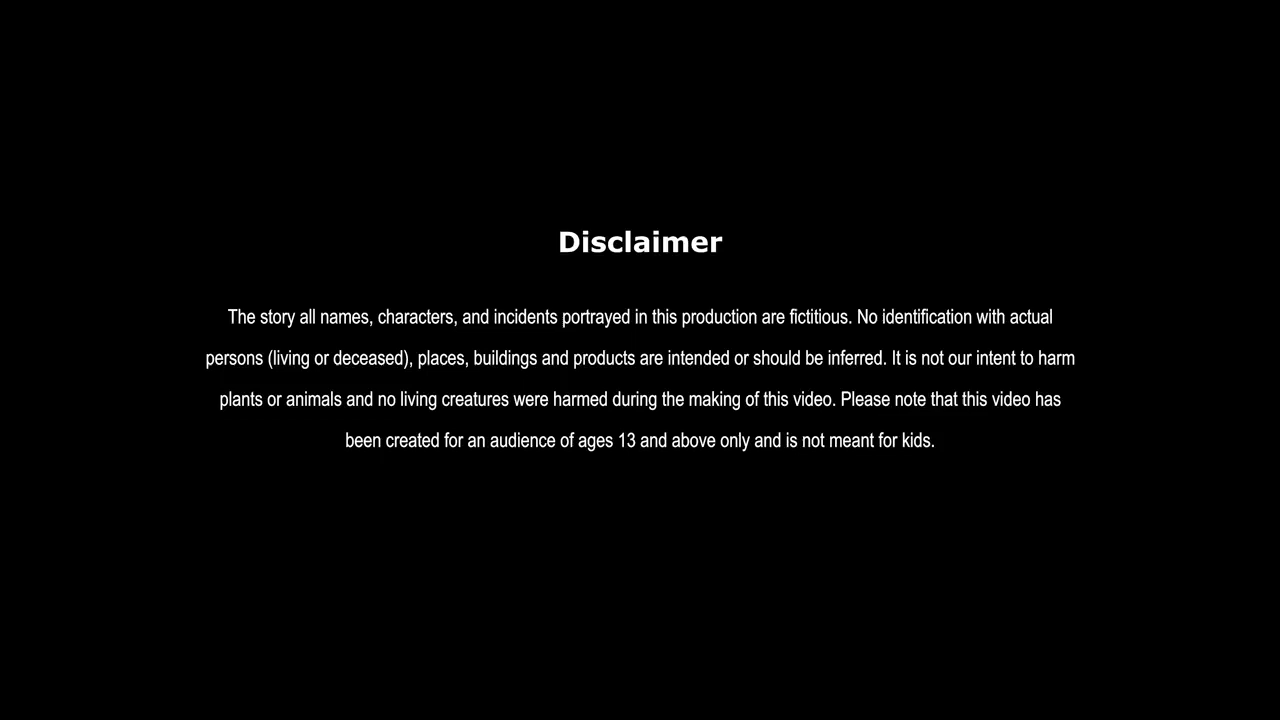 Disclaimer
The story all names, characters, and incidents portrayed in this production are fictitious. No identification with actual
persons (living or deceased), places, buildings and products are intended or should be inferred. It is not our intent to harm
plants or animals and no living creatures were harmed during the making of this video. Please note that this video has
been created for an audience of ages 13 and above only and is not meant for kids.